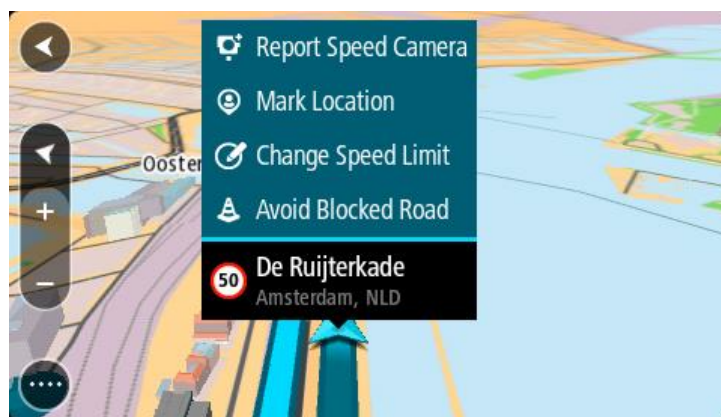 Report Speed Camera
Mark Location
Ooster
Change Speed Limit
Avoid Blocked Road
50
De Ruijterkade
Amsterdam, NLD
+
−